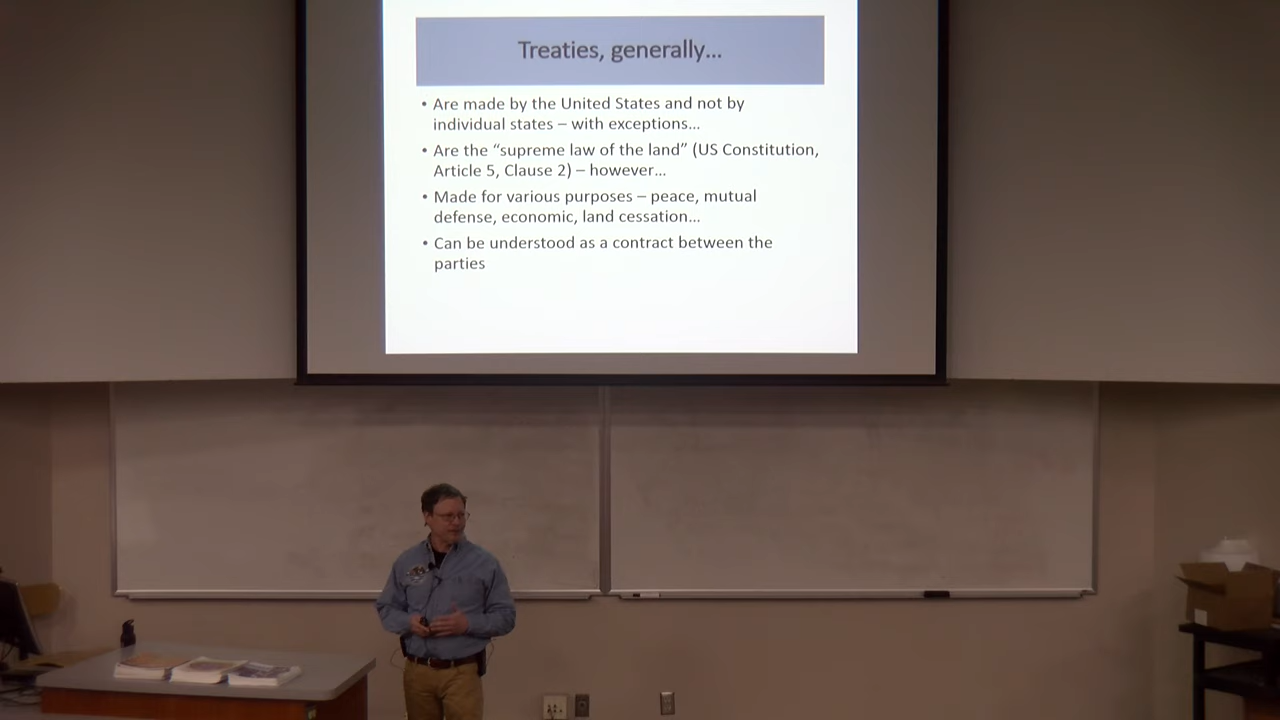 Treaties, generally...
• Are made by the United States and not by
individual states – with exceptions...
• Are the “supreme law of the land” (US Constitution,
Article 5, Clause 2) – however...
• Made for various purposes – peace, mutual
defense, economic, land cessation...
• Can be understood as a contract between the
parties